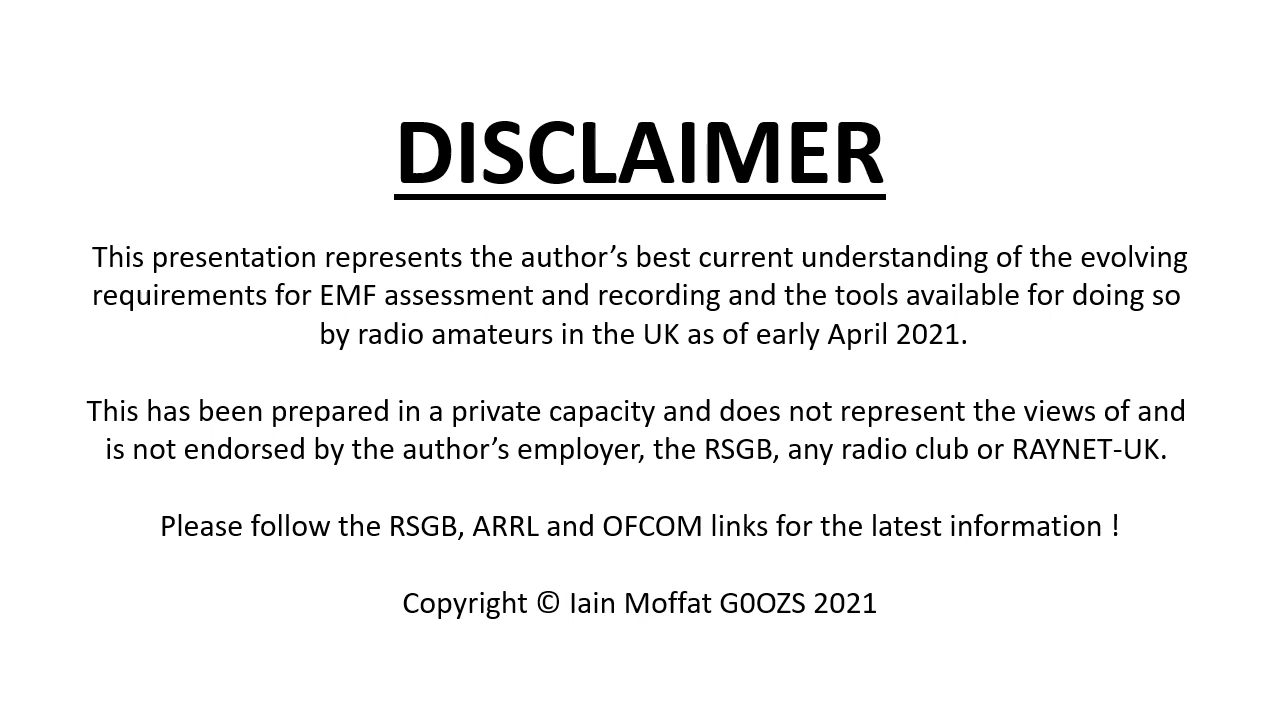 DISCLAIMER
This presentation represents the author’s best current understanding of the evolving
requirements for EMF assessment and recording and the tools available for doing so
by radio amateurs in the UK as of early April 2021.
This has been prepared in a private capacity and does not represent the views of and
is not endorsed by the author’s employer, the RSGB, any radio club or RAYNET-UK.
Please follow the RSGB, ARRL and OFCOM links for the latest information !
Copyright © Iain Moffat G0OZS 2021